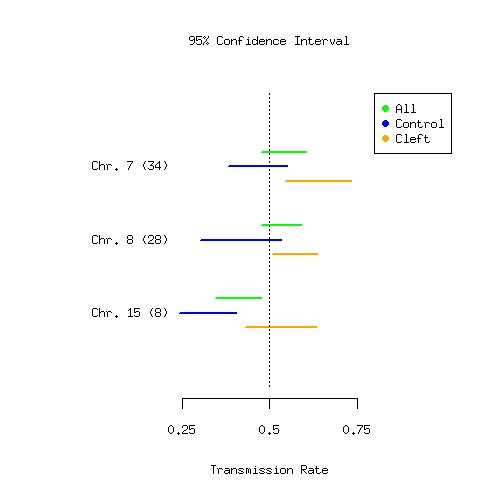 95% Confidence Interval
All
Control
Cleft
Chr. 7 (34)
Chr. 8 (28)
Chr. 15 (8)
0.25 0.5 0.75
Transmission Rate